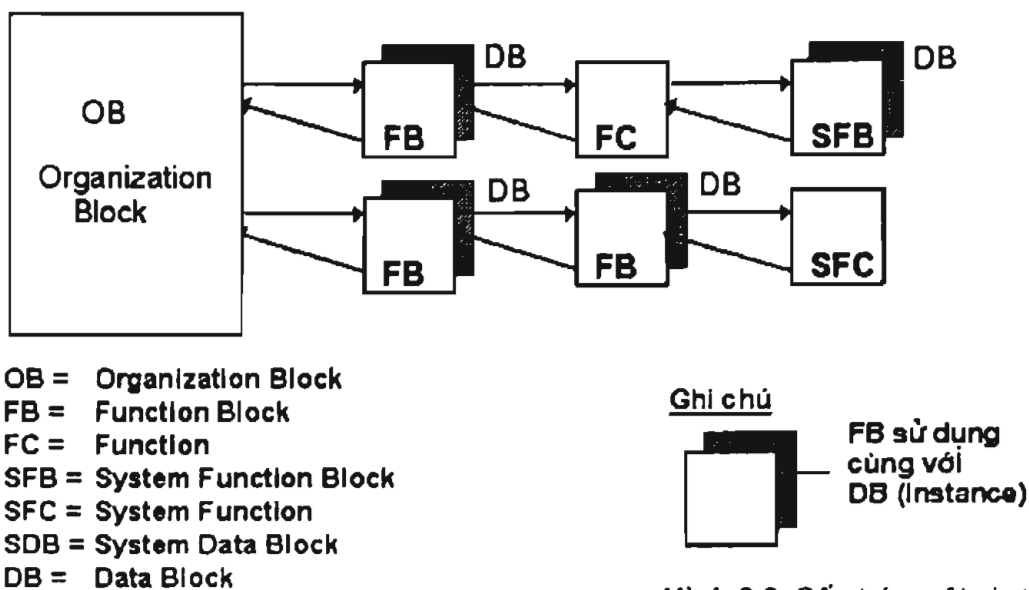 DB
DB
OB
FB
FC
SFB
Organization
Block
DB
DB
FB
FB
SFC
OB = Organization Block
FB = Function Block
FC = Function
SFB = System Function Block
SFC = System Function
SDB = System Data Block
DB = Data Block
Ghi chú
FB sử dụng
cùng với
DB (Instance)